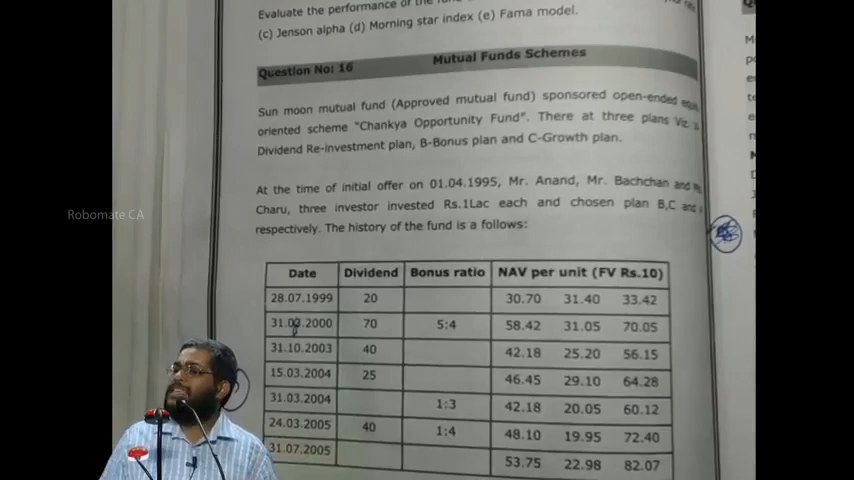 Evaluate the performance of the
(c) Jenson alpha (d) Morning star index (e) Fama model.
Question No: 16 Mutual Funds Schemes
Sun moon mutual fund (Approved mutual fund) sponsored open-ended
oriented scheme "Chankya Opportunity Fund". There at three plans Viz.
Dividend Re-investment plan, B-Bonus plan and C-Growth plan.
At the time of initial offer on 01.04.1995, Mr. Anand, Mr. Bachchan and
Charu, three investor invested Rs.1Lac each and chosen plan B,C and
respectively. The history of the fund is a follows:
Date Dividend Bonus ratio NAV per unit (FV Rs.10)
28.07.1999 20 30.70 31.40 33.42
31.03.2000 70 5:4 58.42 31.05 70.05
31.10.2003 40 42.18 25.20 56.15
15.03.2004 25 46.45 29.10 64.28
31.03.2004 1:3 42.18 20.05 60.12
24.03.2005 40 1:4 48.10 19.95 72.40
31.07.2005 53.75 22.98 82.07
Robomate CA